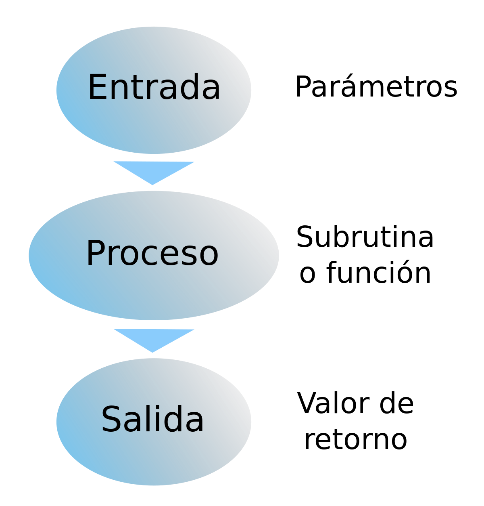 Entrada
Parámetros
Proceso
Subrutina
o función
Salida
Valor de
retorno